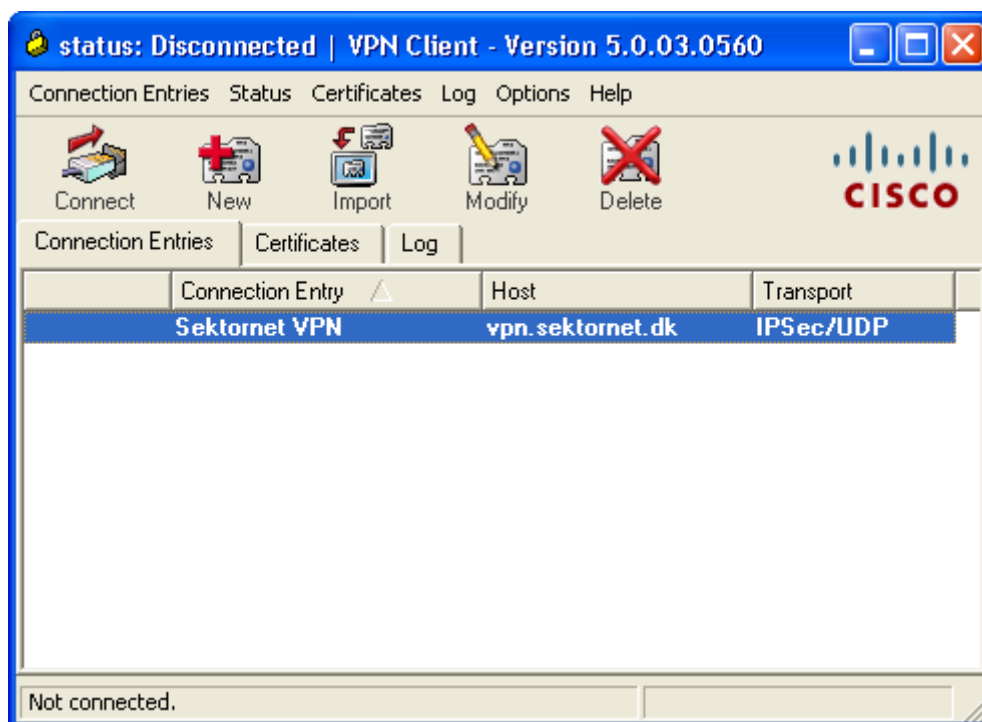 status: Disconnected | VPN Client - Version 5.0.03.0560
Connection Entries Status Certificates Log Options Help
Connect New Import Modify Delete
CISCO
Connection Entries Certificates Log
Connection Entry Host Transport
Sektornet VPN vpn.sektornet.dk IPSec/UDP
Not connected.